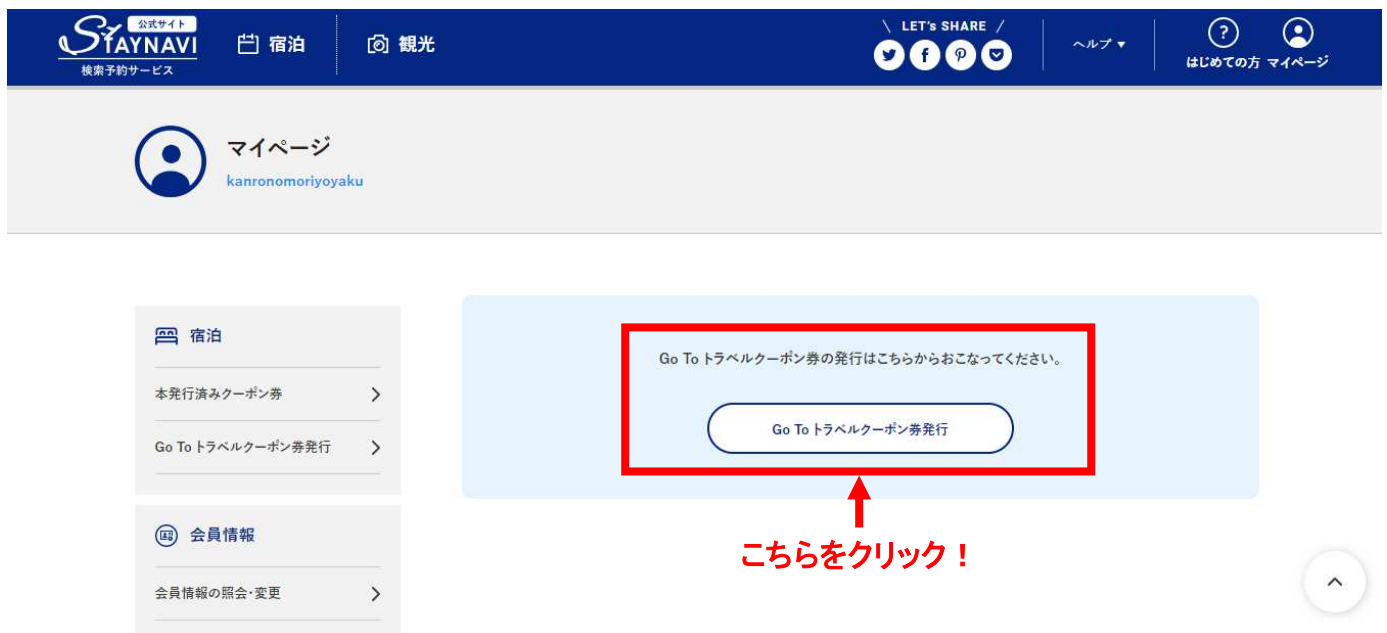 公式サイト
STAYNAVI
検索予約サービス
宿泊
観光
\ LET's SHARE /
ヘルプ ▼
?
はじめての方
マイページ
マイページ
kanronomoriyoyaku
宿泊
本発行済みクーポン券
Go To トラベルクーポン券発行
会員情報
会員情報の照会・変更
Go To トラベルクーポン券の発行はこちらからおこなってください。
Go To トラベルクーポン券発行
こちらをクリック！